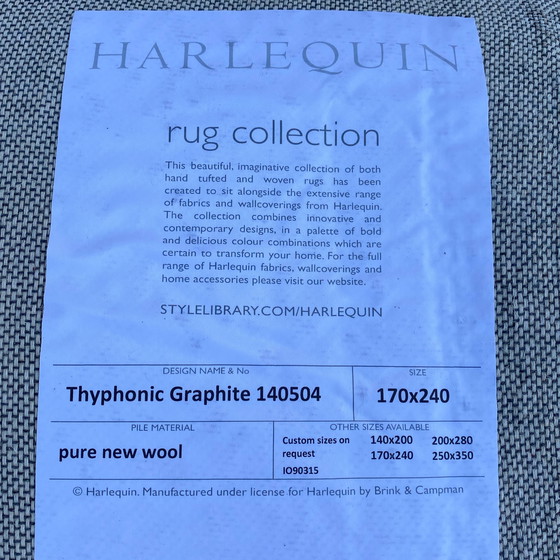 HARLEQUIN
rug collection
This beautiful, imaginative collection of both
hand tufted and woven rugs has been
created to sit alongside the extensive range
of fabrics and wallcoverings from Harlequin.
The collection combines innovative and
contemporary designs, in a palette of bold
and delicious colour combinations which are
certain to transform your home. For the full
range of Harlequin fabrics, wallcoverings and
home accessories please visit our website.
STYLELIBRARY.COM/HARLEQUIN
DESIGN NAME & No
Thyphonic Graphite 140504
SIZE
170x240
PILE MATERIAL
pure new wool
OTHER SIZES AVAILABLE
Custom sizes on 140x200 200x280
request 170x240 250x350
IO90315
© Harlequin. Manufactured under license for Harlequin by Brink & Campman